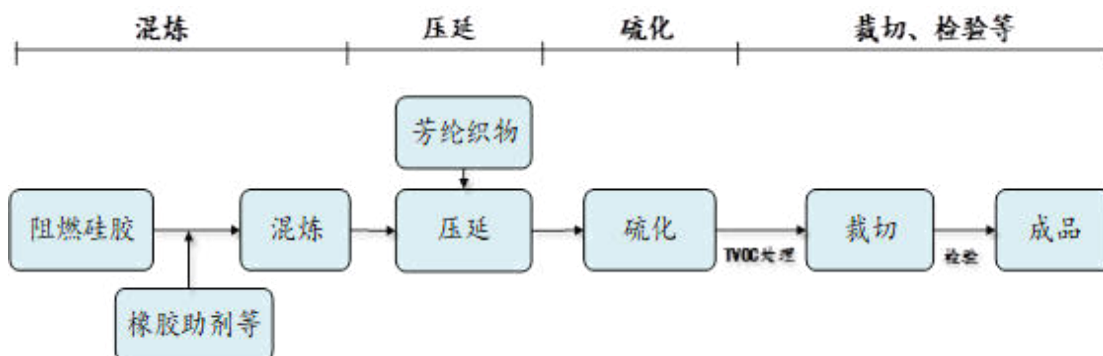 混炼
压延
硫化
裁切、检验等
芳纶织物
阻燃硅胶
混炼
压延
硫化
TVOC处理
裁切
检验
成品
橡胶助剂等